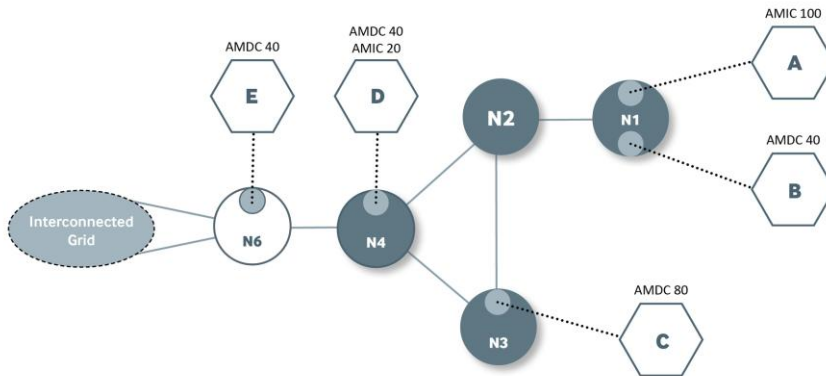 AMIC 100
A
AMDC 40
E
AMDC 40
AMIC 20
D
N2
N1
AMDC 40
B
Interconnected
Grid
N6
N4
AMDC 80
N3
C